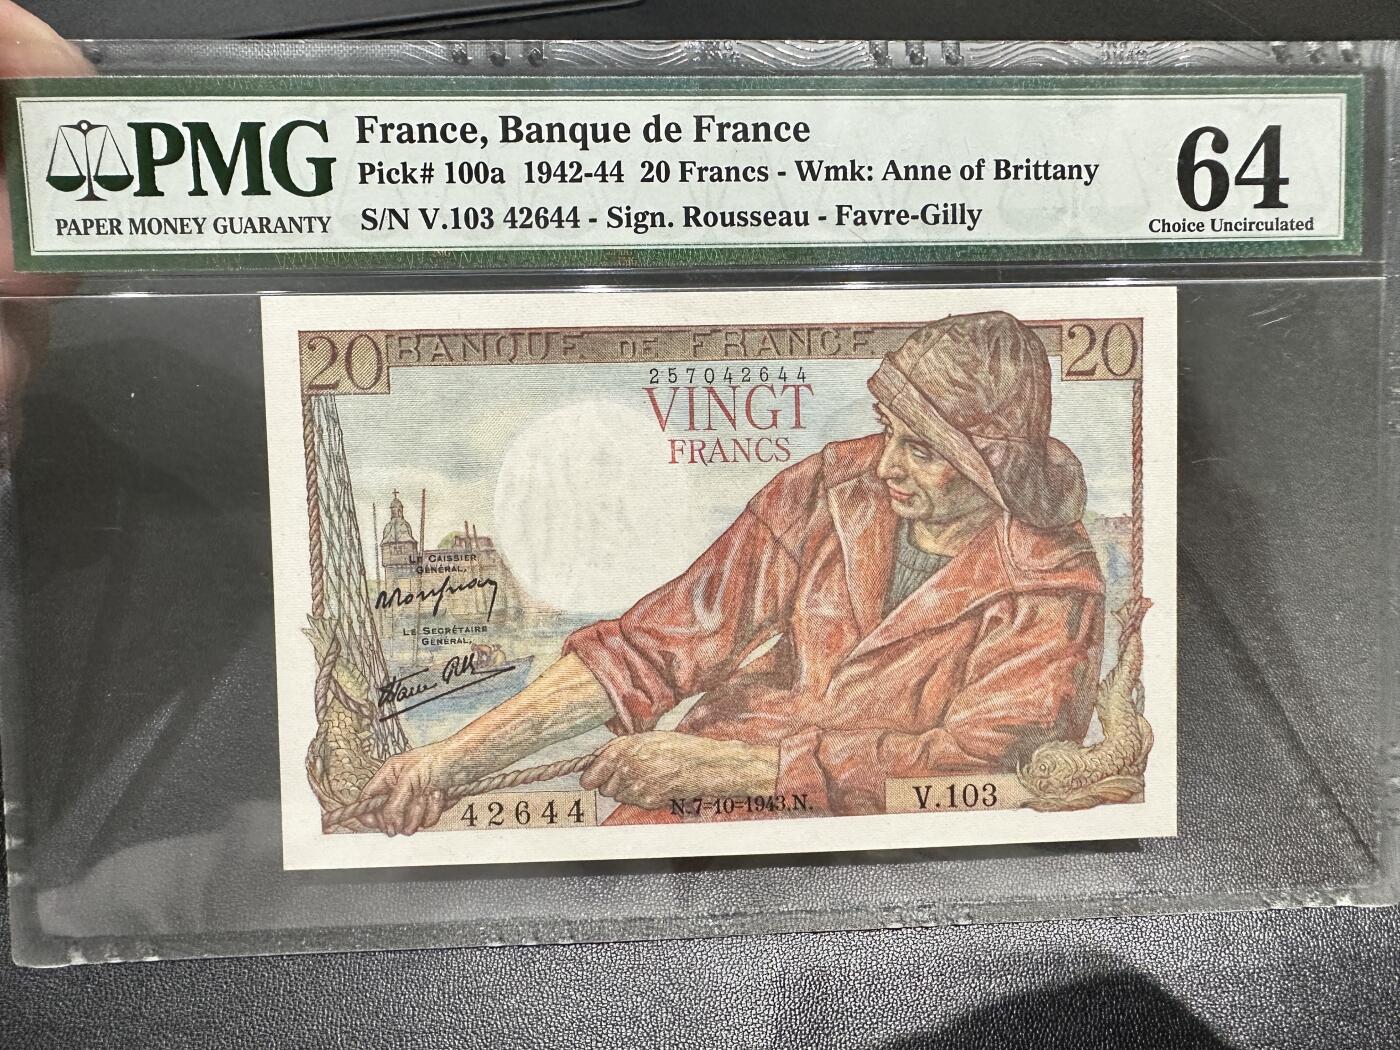 PMG
PAPER MONEY GUARANTY
France, Banque de France
Pick# 100a 1942-44 20 Francs - Wmk: Anne of Brittany
S/N V.103 42644 - Sign. Rousseau - Favre-Gilly
64
Choice Uncirculated
20 BANQUE DE FRANCE 20
257042644
VINGT
FRANCS
LE CAISSIER
GÉNÉRAL,
LE SECRÉTAIRE
GÉNÉRAL,
42644
N.7=10=1943.N.
V.103